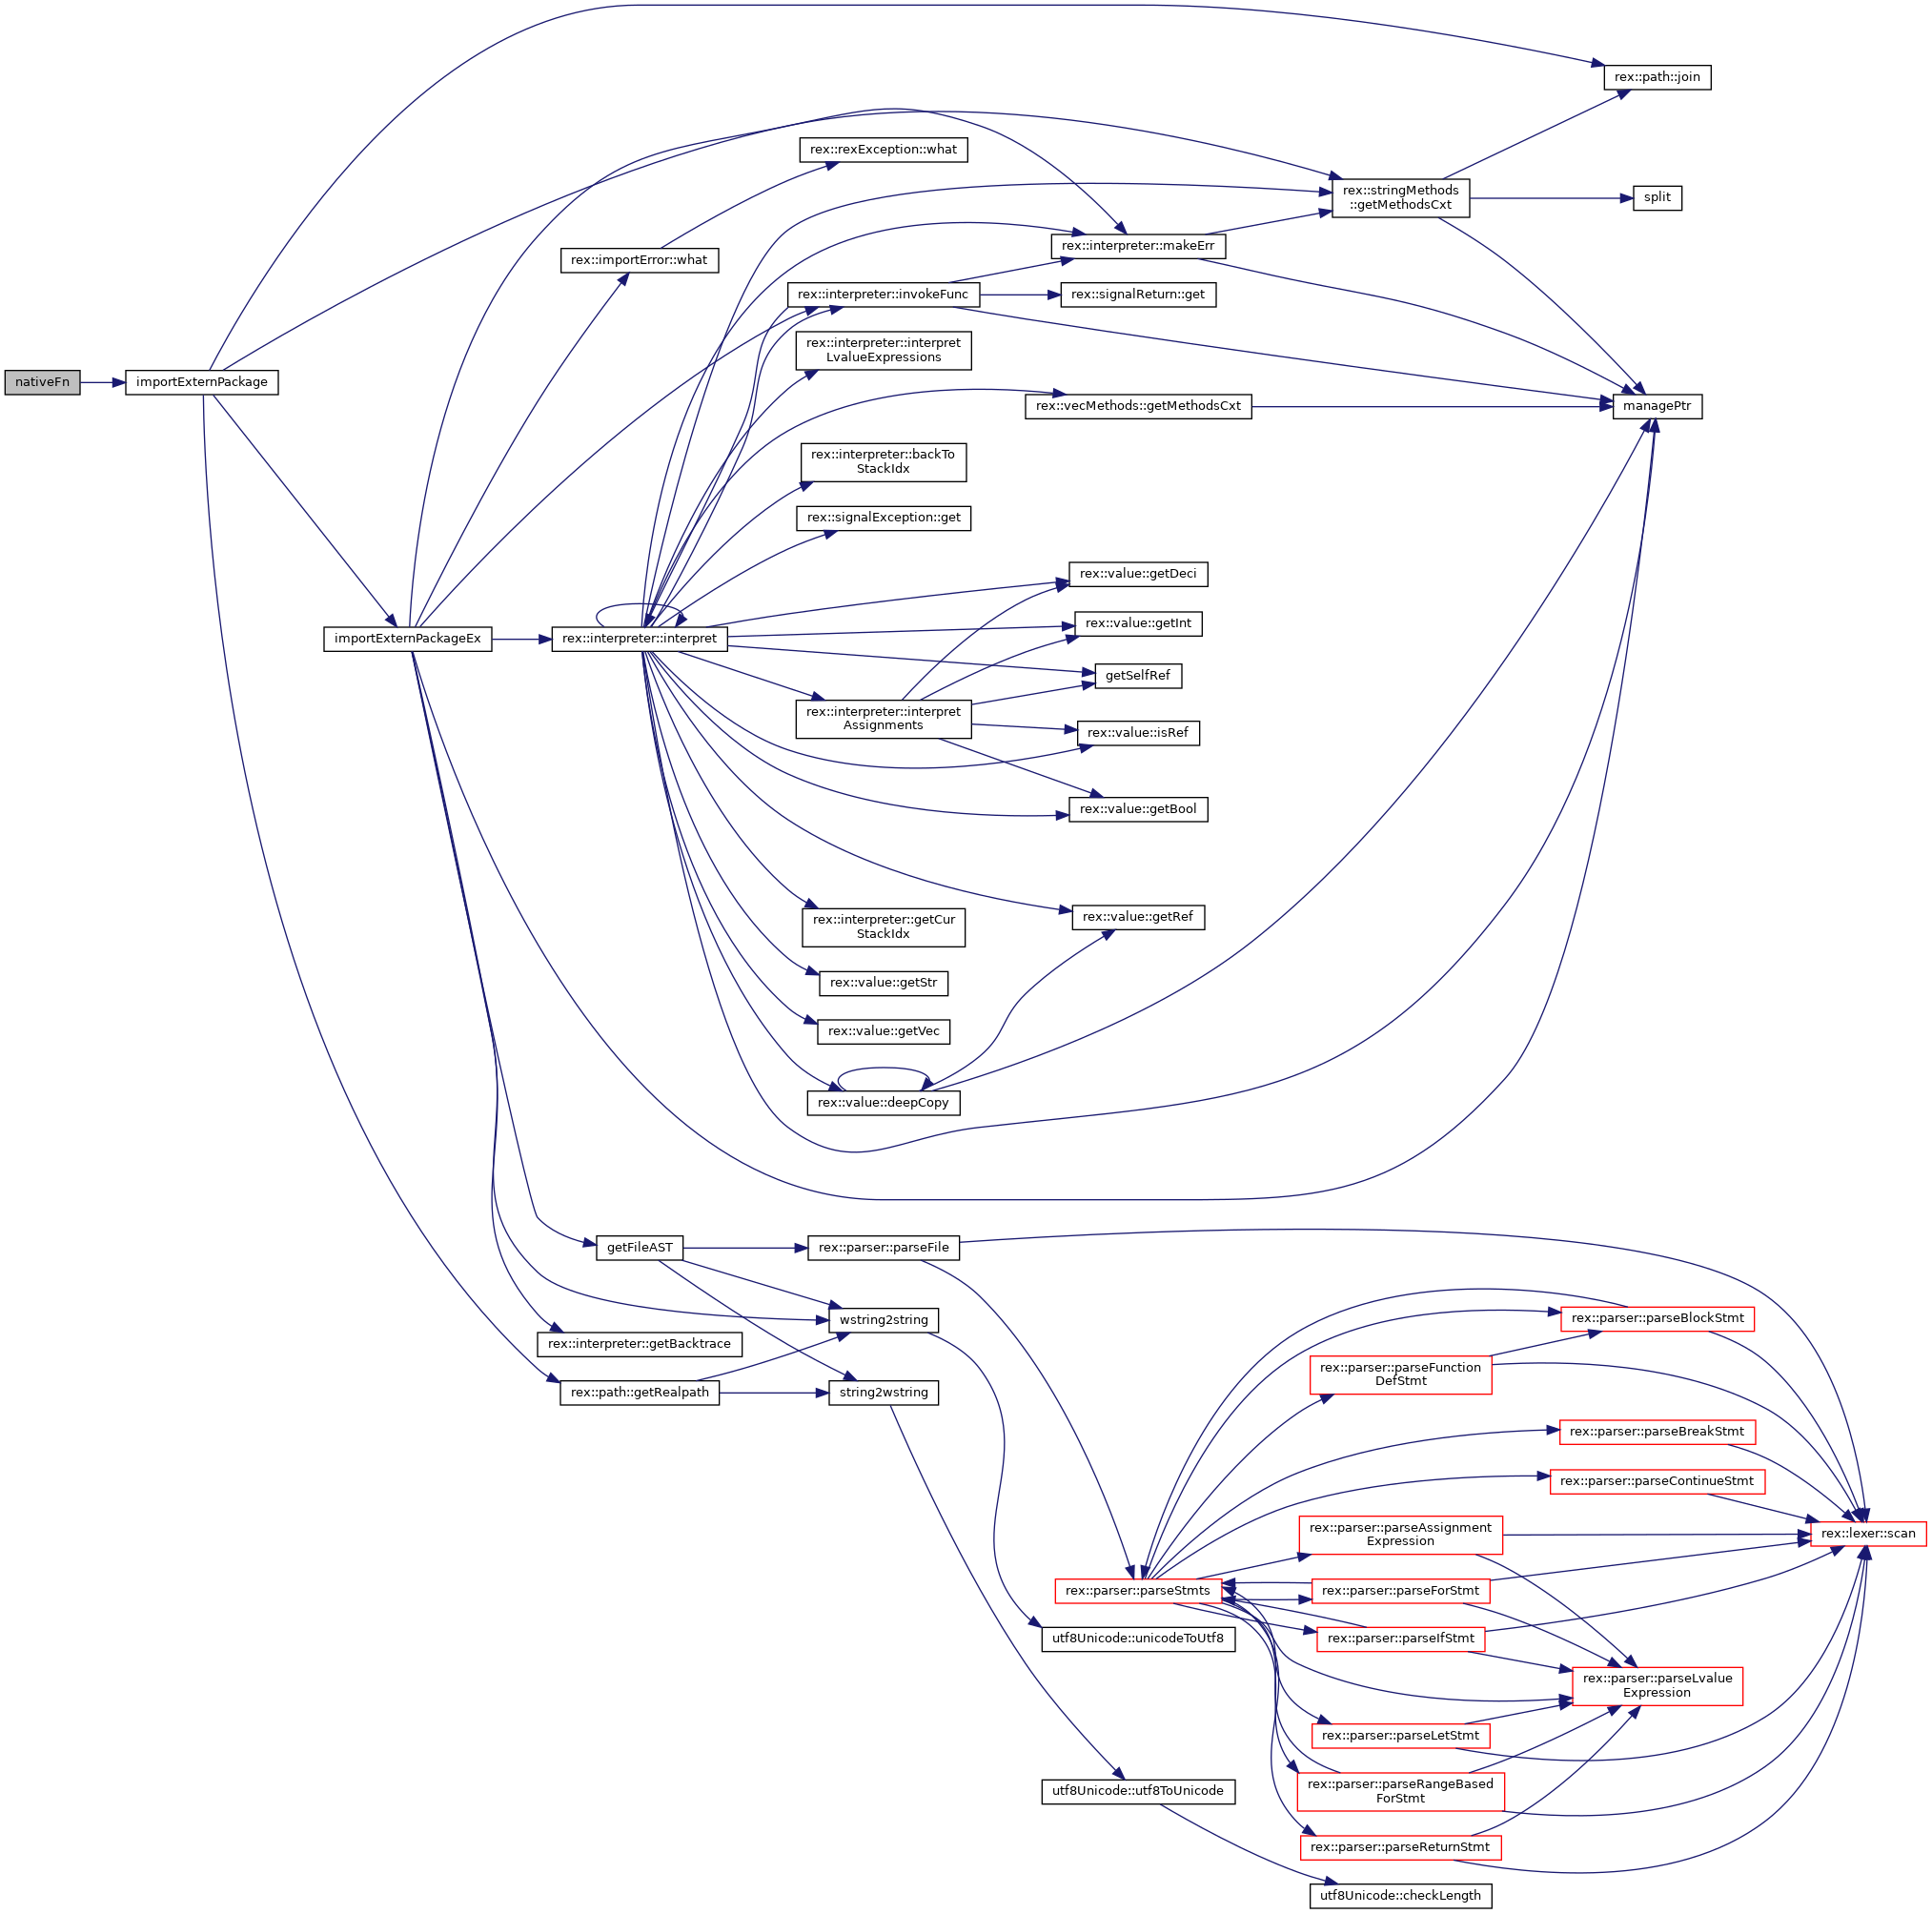 nativeFn
importExternPackage
importExternPackageEx
rex::path::join
rex::rexException::what
rex::stringMethods
::getMethodsCxt
split
rex::importError::what
rex::interpreter::makeErr
rex::interpreter::invokeFunc
rex::signalReturn::get
rex::interpreter::interpret
LvalueExpressions
rex::vecMethods::getMethodsCxt
managePtr
rex::interpreter::backTo
StackIdx
rex::signalException::get
rex::value::getDeci
rex::value::getInt
rex::interpreter::interpret
getSelfRef
rex::interpreter::interpret
Assignments
rex::value::isRef
rex::value::getBool
rex::interpreter::getCur
StackIdx
rex::value::getRef
rex::value::getStr
rex::value::getVec
rex::value::deepCopy
getFileAST
rex::parser::parseFile
wstring2string
rex::interpreter::getBacktrace
rex::path::getRealpath
string2wstring
rex::parser::parseBlockStmt
rex::parser::parseFunction
DefStmt
rex::parser::parseBreakStmt
rex::parser::parseContinueStmt
rex::parser::parseAssignment
Expression
rex::lexer::scan
rex::parser::parseStmts
rex::parser::parseForStmt
utf8Unicode::unicodeToUtf8
rex::parser::parseIfStmt
rex::parser::parseLvalue
Expression
rex::parser::parseLetStmt
rex::parser::parseRangeBased
ForStmt
utf8Unicode::utf8ToUnicode
rex::parser::parseReturnStmt
utf8Unicode::checkLength